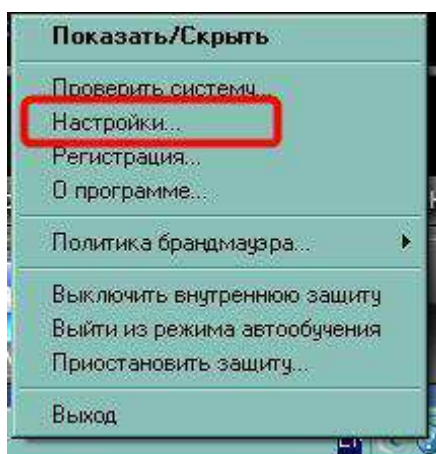 Показать/Скрыть
Проверить систему...
Настройки...
Регистрация...
О программе...
Политика брандмауэра...
Выключить внутреннюю защиту
Выйти из режима автообучения
Приостановить защиту...
Выход